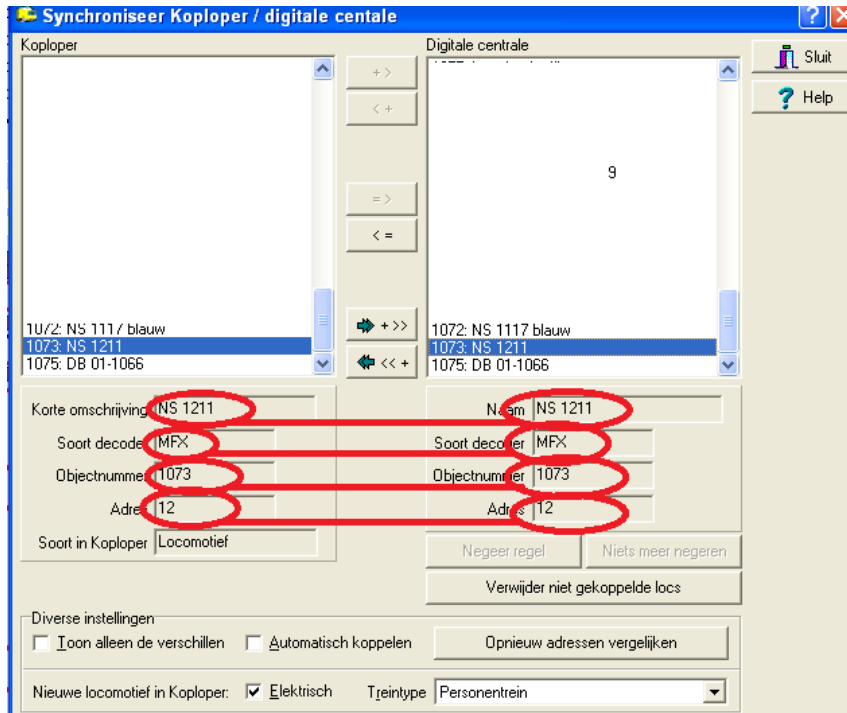 Synchroniseer Koploper / digitale centale
Koploper
Digitale centrale
Sluit
Help
+ >
< +
9
= >
< =
+ >>
<< +
1072: NS 1117 blauw
1073: NS 1211
1075: DB 01-1066
1072: NS 1117 blauw
1073: NS 1211
1075: DB 01-1066
Korte omschrijving NS 1211
Naam NS 1211
Soort decoder MFX
Soort decoder MFX
Objectnummer 1073
Objectnummer 1073
Adres 12
Adres 12
Soort in Koploper Locomotief
Negeer regel
Niets meer negeren
Verwijder niet gekoppelde locs
Diverse instellingen
Toon alleen de verschillen
Automatisch koppelen
Opnieuw adressen vergelijken
Nieuwe locomotief in Koploper: Elektrisch Treintype Personentrein